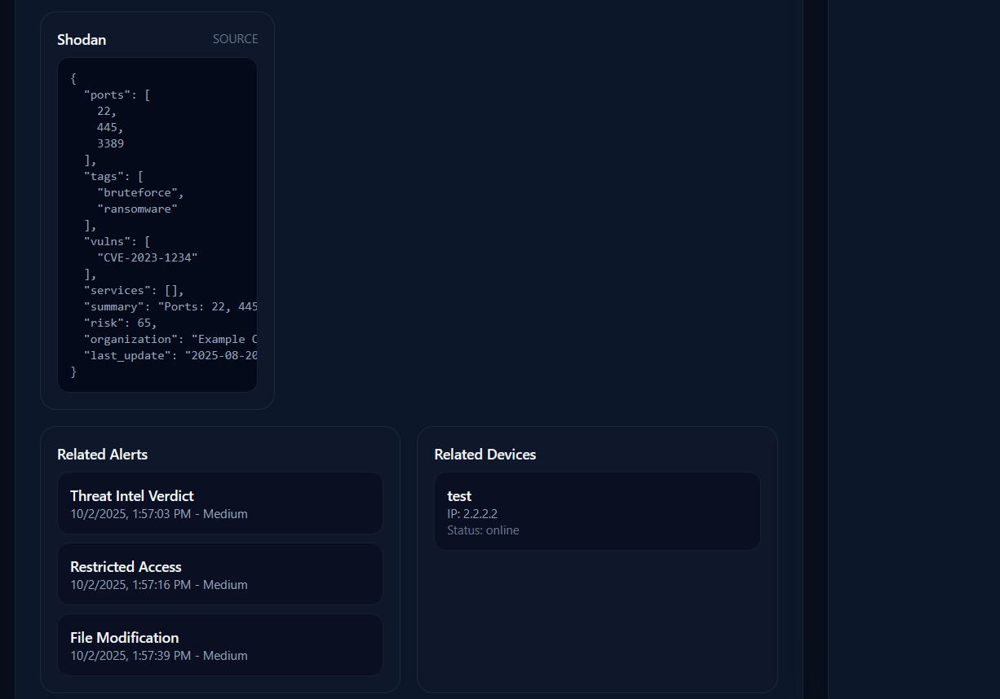 Shodan
SOURCE
{
  "ports": [
    22,
    445,
    3389
  ],
  "tags": [
    "bruteforce",
    "ransomware"
  ],
  "vulns": [
    "CVE-2023-1234"
  ],
  "services": [],
  "summary": "Ports: 22, 445
  "risk": 65,
  "organization": "Example C
  "last_update": "2025-08-20
}
Related Alerts
Threat Intel Verdict
10/2/2025, 1:57:03 PM - Medium
Restricted Access
10/2/2025, 1:57:16 PM - Medium
File Modification
10/2/2025, 1:57:39 PM - Medium
Related Devices
test
IP: 2.2.2.2
Status: online